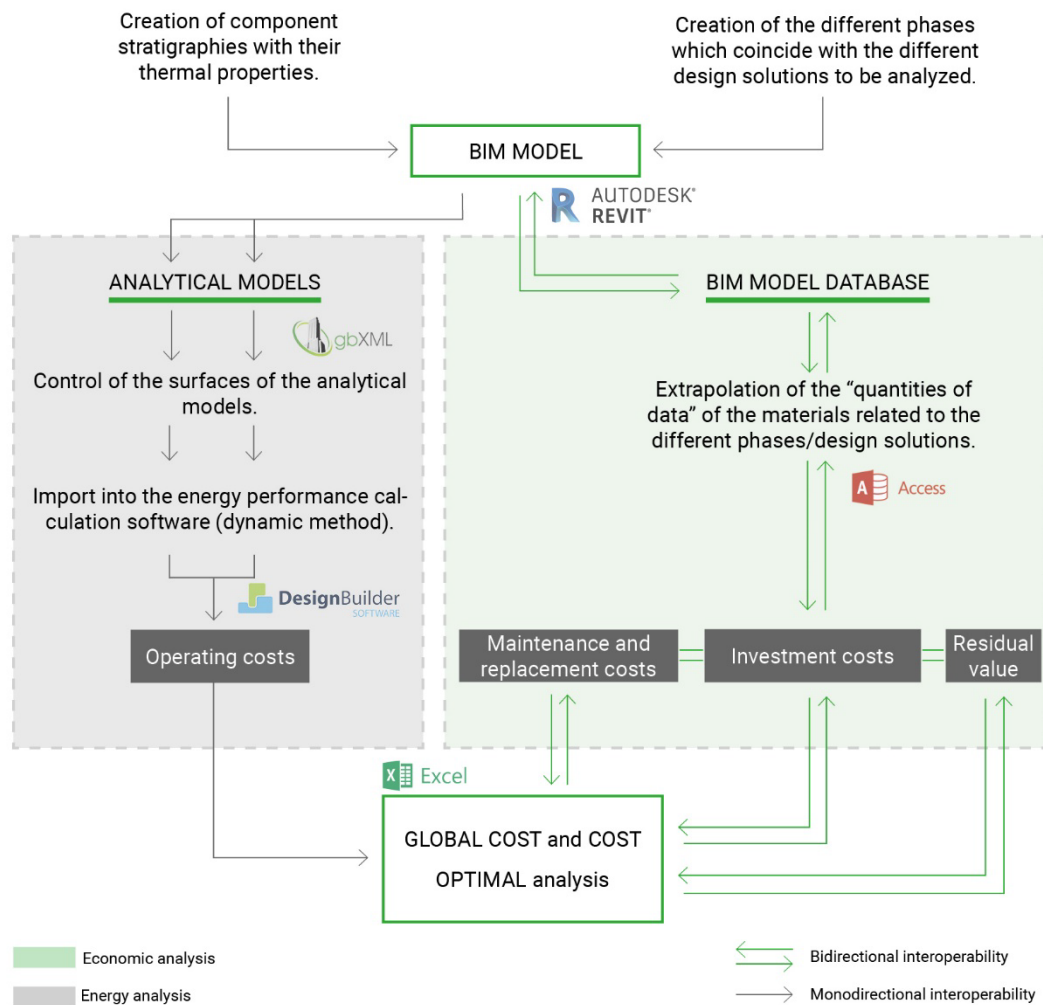 Creation of component
stratigraphies with their
thermal properties.
Creation of the different phases
which coincide with the different
design solutions to be analyzed.
BIM MODEL
AUTODESK®
REVIT®
ANALYTICAL MODELS
gbXML
Control of the surfaces of the analytical
models.
Import into the energy performance cal-
culation software (dynamic method).
DesignBuilder
SOFTWARE
Operating costs
BIM MODEL DATABASE
Extrapolation of the “quantities of
data” of the materials related to the
different phases/design solutions.
A Access
Maintenance and
replacement costs
Investment costs
Residual
value
X Excel
GLOBAL COST and COST
OPTIMAL analysis
Economic analysis
Energy analysis
Bidirectional interoperability
Monodirectional interoperability